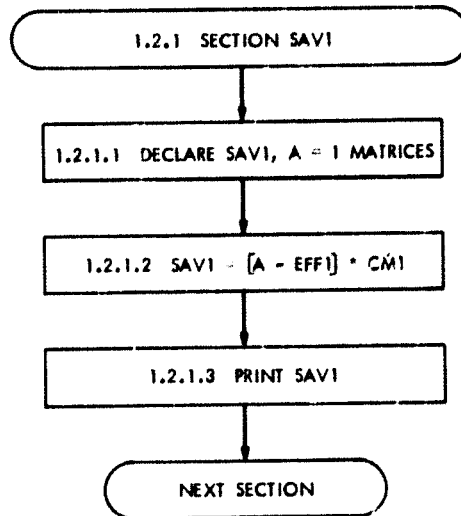 1.2.1 SECTION SAV1
1.2.1.1 DECLARE SAV1, A = 1 MATRICES
1.2.1.2 SAV1 = [A - EFF1] * CM1
1.2.1.3 PRINT SAV1
NEXT SECTION